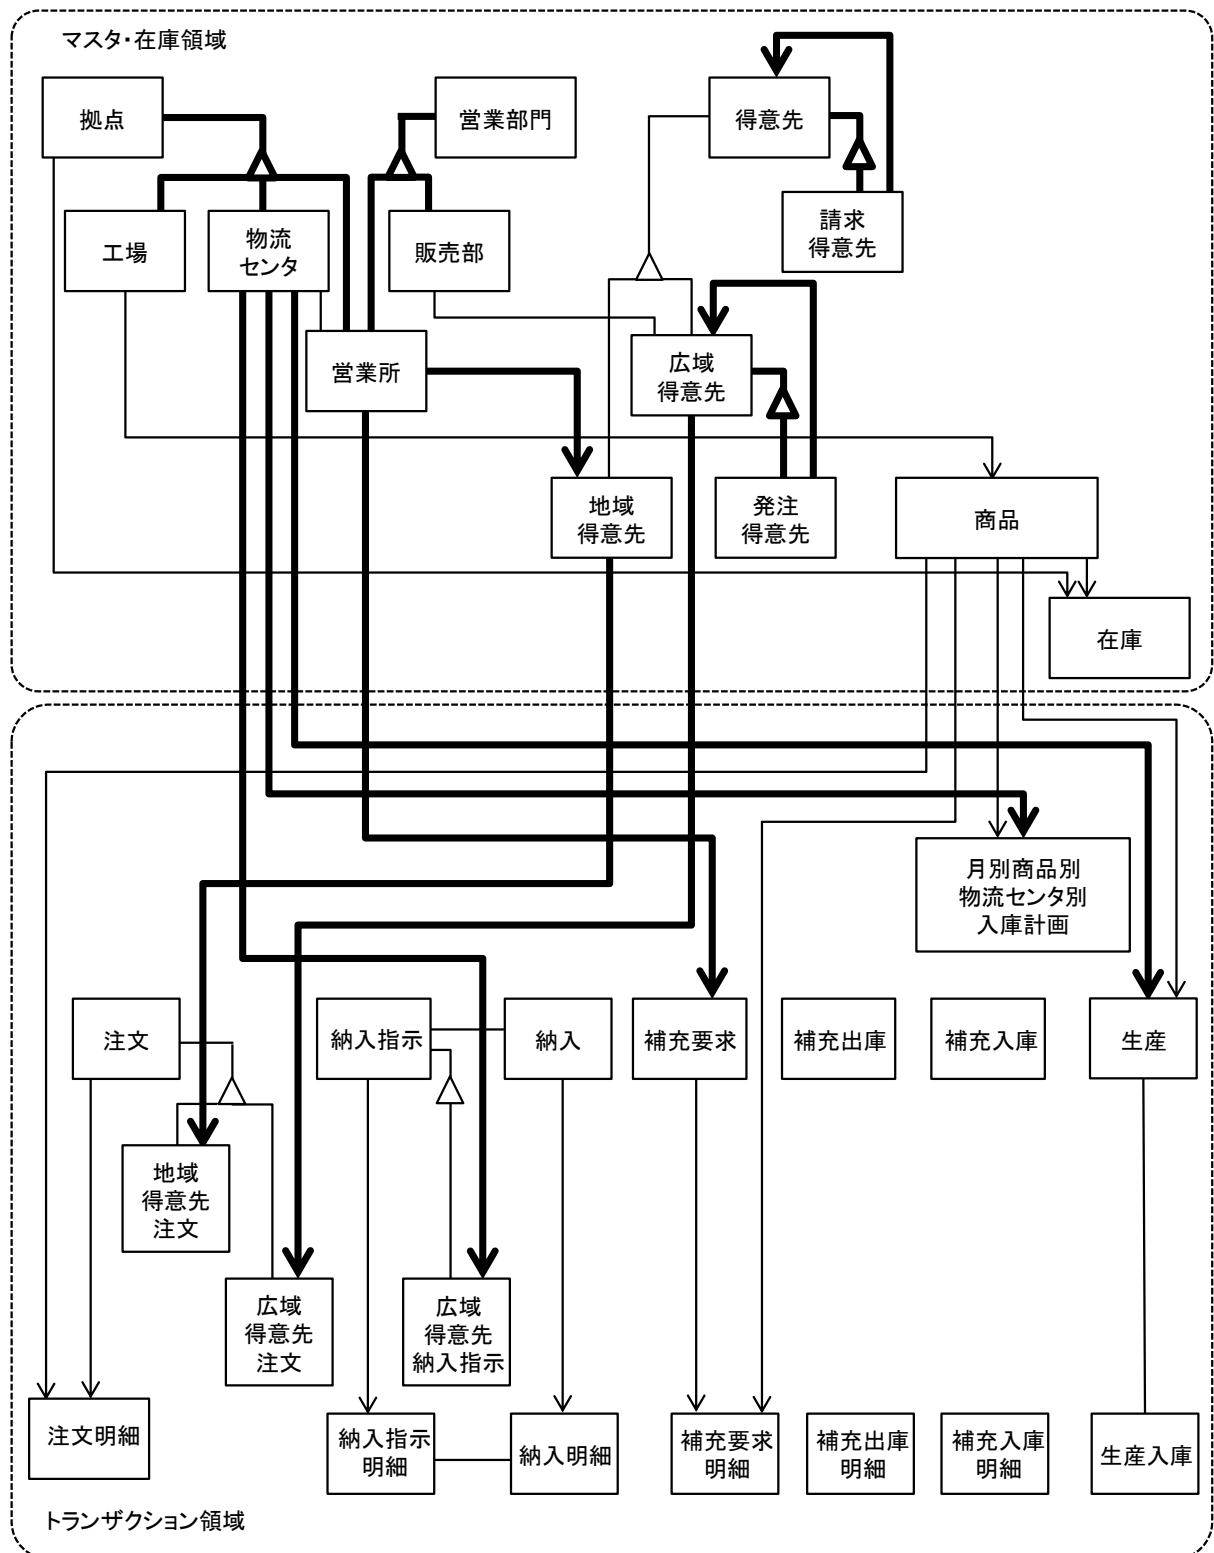 マスタ・在庫領域
拠点
営業部門
得意先
工場
物流
センタ
販売部
請求
得意先
営業所
広域
得意先
地域
得意先
発注
得意先
商品
在庫
月別商品別
物流センタ別
入庫計画
注文
納入指示
納入
補充要求
補充出庫
補充入庫
生産
地域
得意先
注文
広域
得意先
注文
広域
得意先
納入指示
注文明細
納入指示
明細
納入明細
補充要求
明細
補充出庫
明細
補充入庫
明細
生産入庫
トランザクション領域